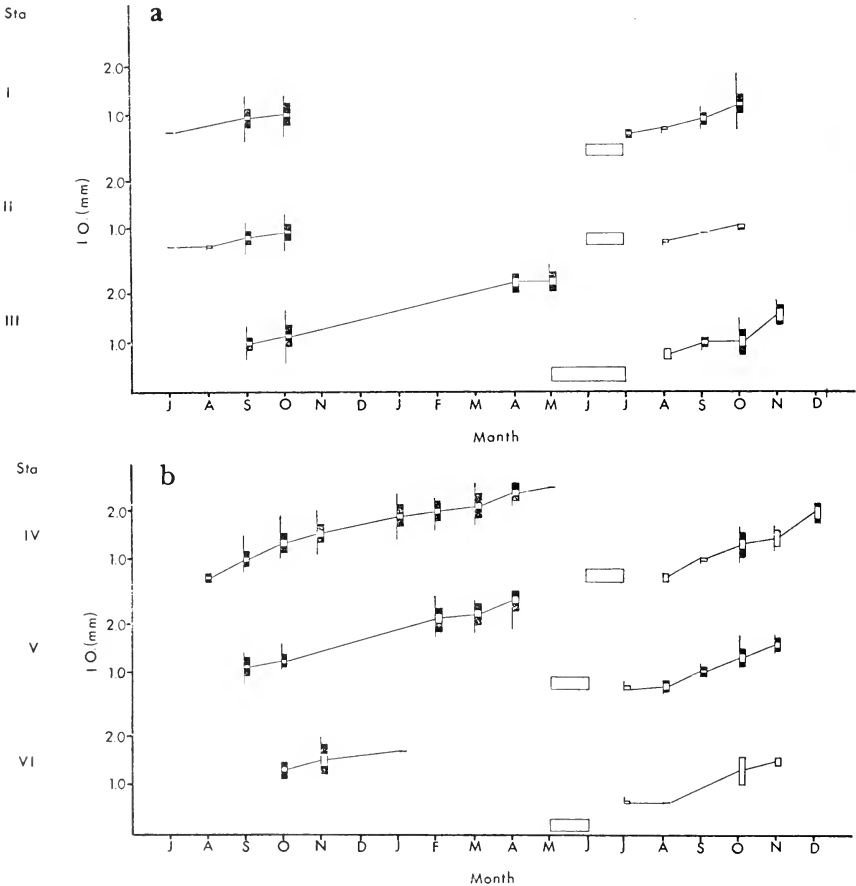 Sta
a
I
2.0
1.0
II
2.0
1.0
I O. (mm)
III
2.0
1.0
J A S O N D J F M A M J J A S O N D
Month
Sta
b
IV
2.0
1.0
I O. (mm)
V
2.0
1.0
VI
2.0
1.0
J A S O N D J F M A M J J A S O N D
Month